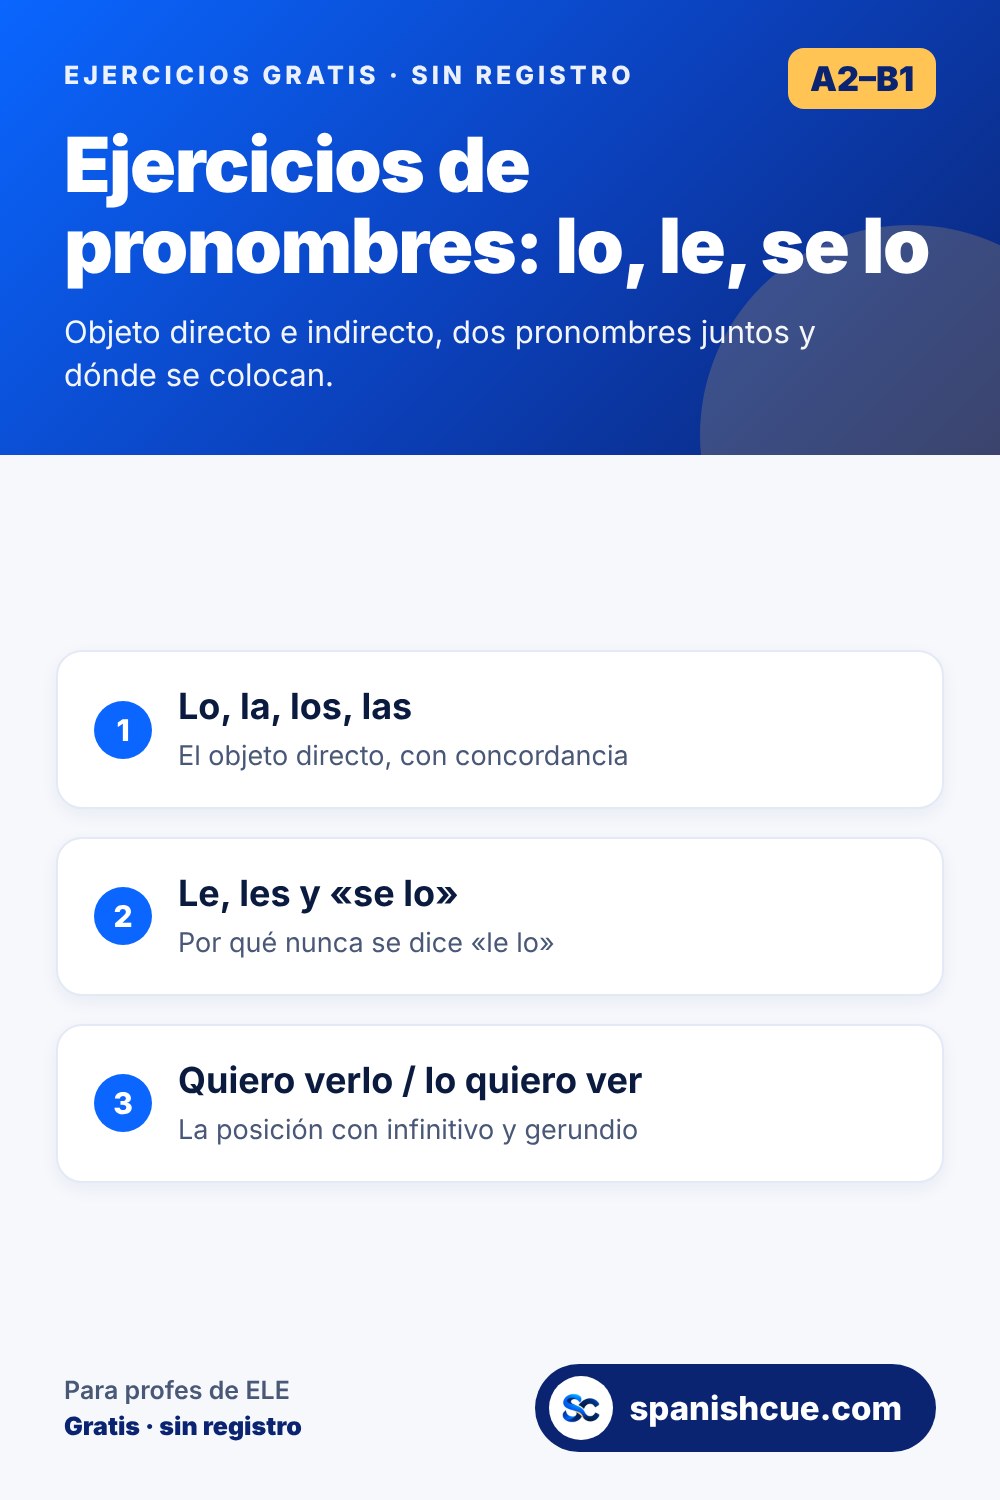 EJERCICIOS GRATIS · SIN REGISTRO
A2–B1
Ejercicios de
pronombres: lo, le, se lo
Objeto directo e indirecto, dos pronombres juntos y
dónde se colocan.
1
Lo, la, los, las
El objeto directo, con concordancia
2
Le, les y «se lo»
Por qué nunca se dice «le lo»
3
Quiero verlo / lo quiero ver
La posición con infinitivo y gerundio
Para profes de ELE
Gratis · sin registro
SC spanishcue.com